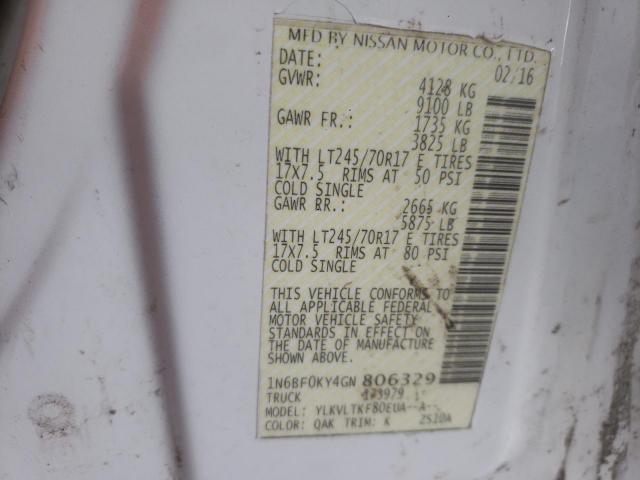 MFD BY NISSAN MOTOR CO., LTD.
DATE: 02/16
GVWR: 4128 KG
9100 LB
GAWR FR.: 1735 KG
3825 LB
WITH LT245/70R17 E TIRES
17X7.5 RIMS AT 50 PSI
COLD SINGLE
GAWR RR.: 2665 KG
5875 LB
WITH LT245/70R17 E TIRES
17X7.5 RIMS AT 80 PSI
COLD SINGLE
THIS VEHICLE CONFORMS TO
ALL APPLICABLE FEDERAL
MOTOR VEHICLE SAFETY
STANDARDS IN EFFECT ON
THE DATE OF MANUFACTURE
SHOWN ABOVE.
1N6BF0KY4GN 806329
TRUCK
MODEL: YLKVLTKF80EUA--A--
COLOR: QAK TRIM: K 2S10A